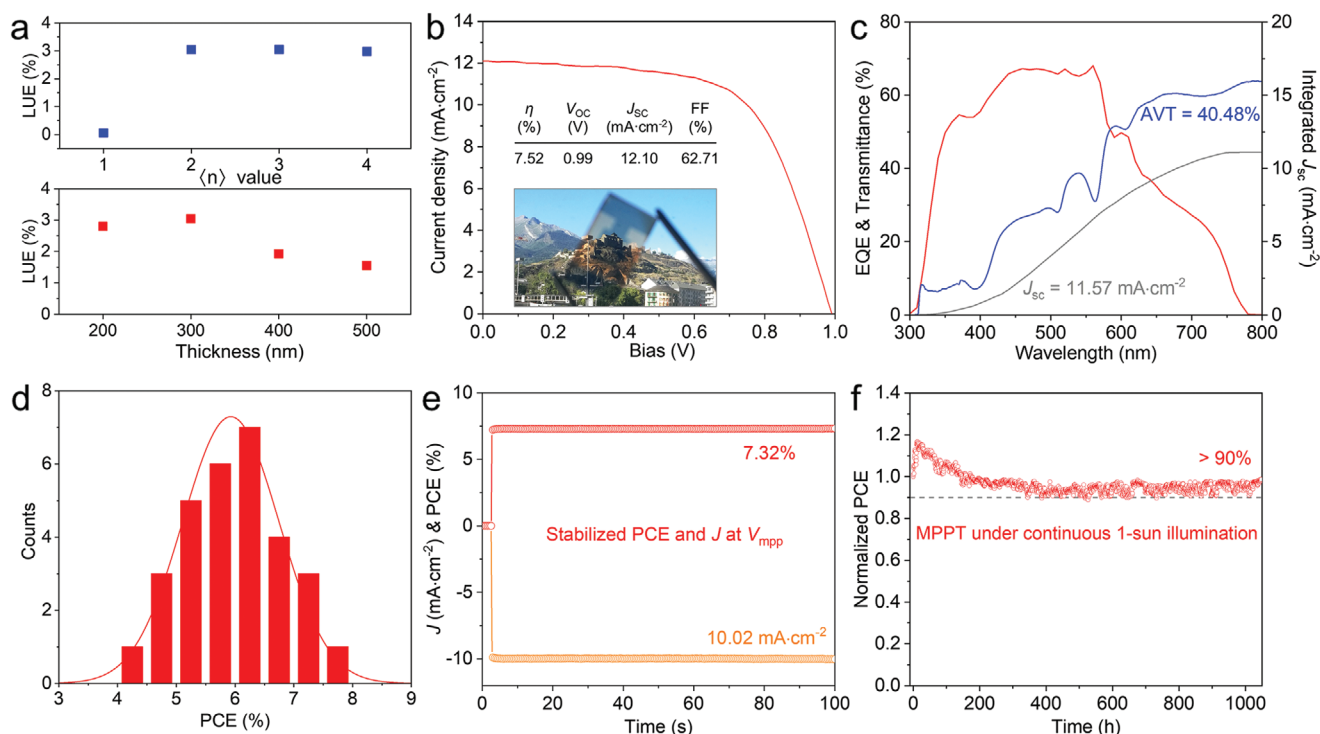 a
LUE (%)
4
3
2
1
0
1
2
3
4
⟨n⟩ value
LUE (%)
4
3
2
1
0
200
300
400
500
Thickness (nm)
b
Current density (mA·cm⁻²)
14
12
10
8
6
4
2
0
η VOC JSC FF
(%) (V) (mA·cm⁻²) (%)
7.52 0.99 12.10 62.71
0.0 0.2 0.4 0.6 0.8 1.0
Bias (V)
c
EQE & Transmittance (%)
80
60
40
20
0
AVT = 40.48%
Jsc = 11.57 mA·cm⁻²
20
15
10
5
0
Integrated Jsc (mA·cm⁻²)
300 400 500 600 700 800
Wavelength (nm)
d
Counts
8
6
4
2
0
3 4 5 6 7 8 9
PCE (%)
e
J (mA·cm⁻²) & PCE (%)
10
5
0
-5
-10
7.32%
Stabilized PCE and J at Vmpp
10.02 mA·cm⁻²
0 20 40 60 80 100
Time (s)
f
Normalized PCE
1.4
1.2
1.0
0.8
0.6
0.4
0.2
0.0
> 90%
MPPT under continuous 1-sun illumination
0 200 400 600 800 1000
Time (h)